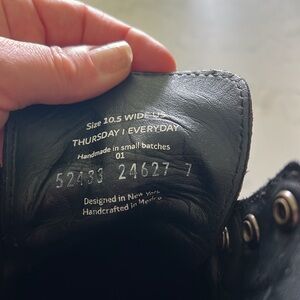 Size 10.5 WIDE US
THURSDAY | EVERYDAY
Handmade in small batches
01
52433 24627 7
Designed in New York
Handcrafted in Mexico